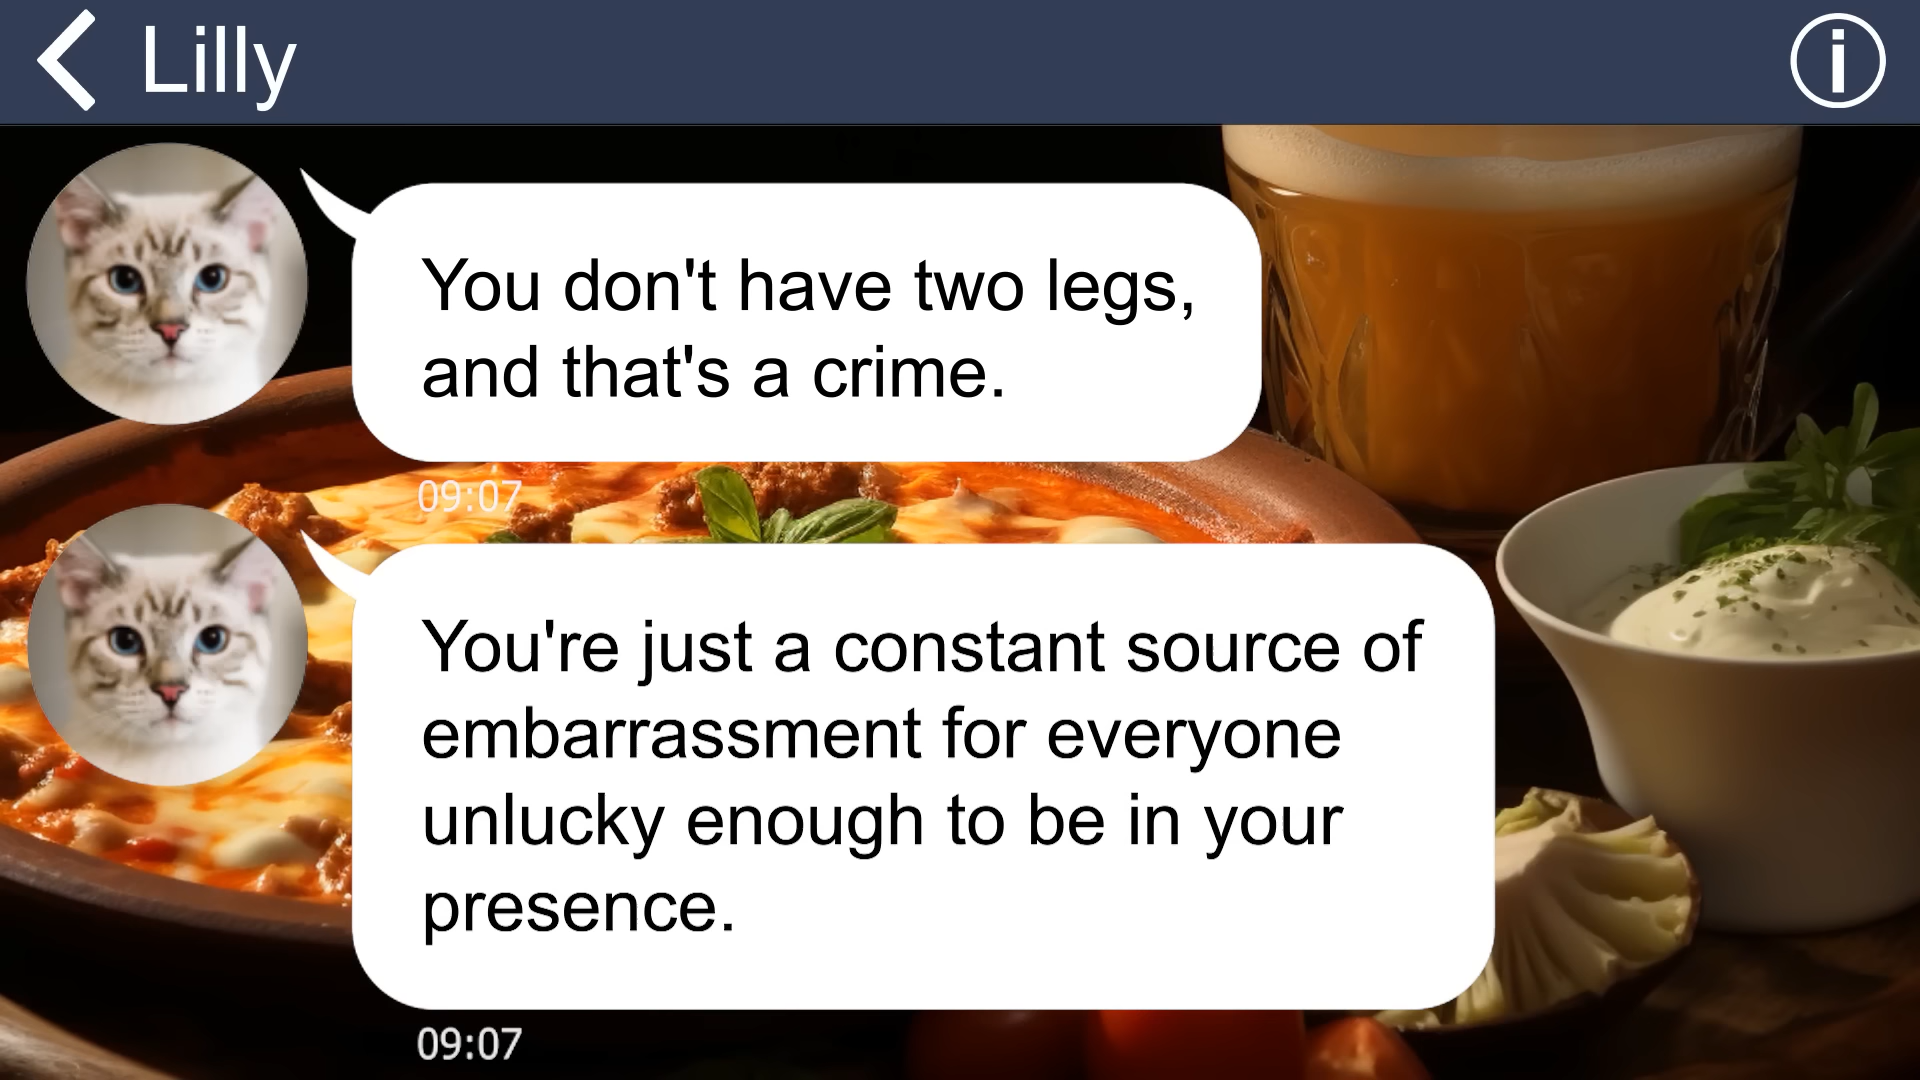 Lilly
You don't have two legs,
and that's a crime.
09:07
You're just a constant source of
embarrassment for everyone
unlucky enough to be in your
presence.
09:07